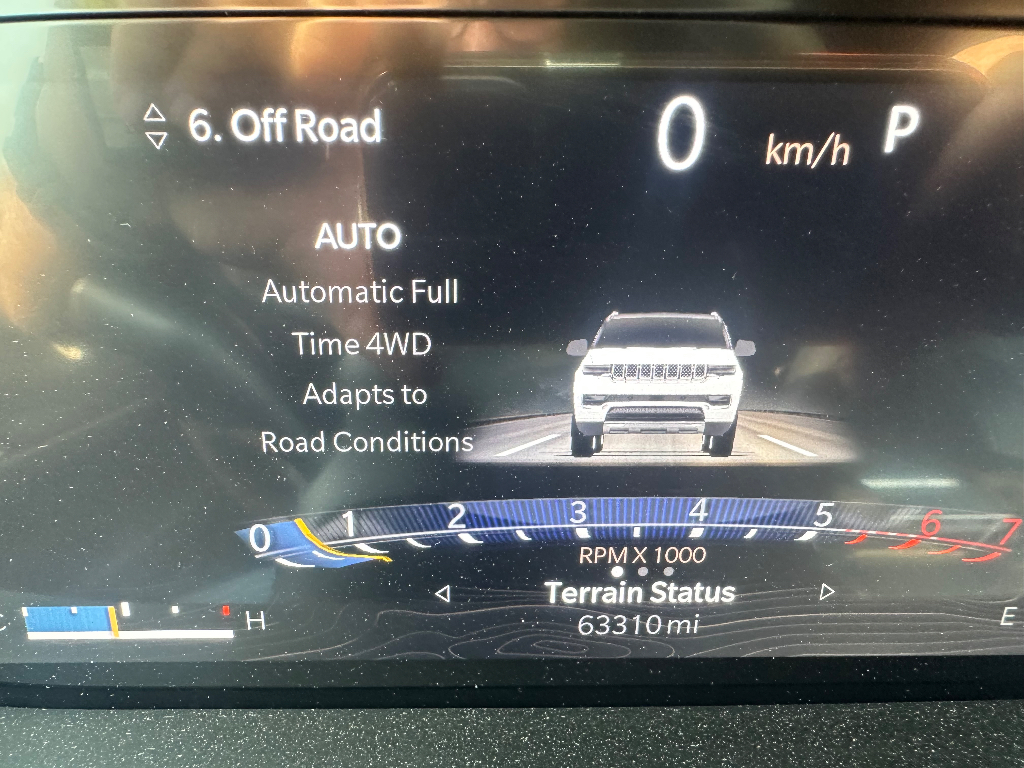 6. Off Road
0 km/h P
AUTO
Automatic Full
Time 4WD
Adapts to
Road Conditions
0 1 2 3 4 5 6 7
RPM X 1000
Terrain Status
H E
63310 mi